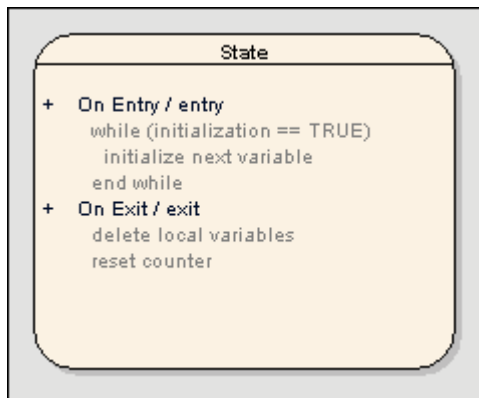 State
+ On Entry / entry
while (initialization == TRUE)
initialize next variable
end while
+ On Exit / exit
delete local variables
reset counter